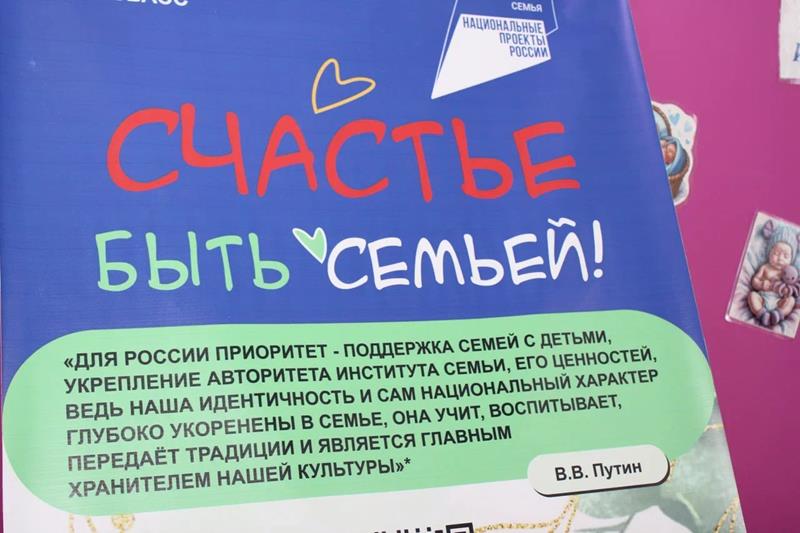 СЕМЬЯ
НАЦИОНАЛЬНЫЕ
ПРОЕКТЫ
РОССИИ
СЧАСТЬЕ
БЫТЬ СЕМЬЕЙ!
«ДЛЯ РОССИИ ПРИОРИТЕТ - ПОДДЕРЖКА СЕМЕЙ С ДЕТЬМИ,
УКРЕПЛЕНИЕ АВТОРИТЕТА ИНСТИТУТА СЕМЬИ, ЕГО ЦЕННОСТЕЙ,
ВЕДЬ НАША ИДЕНТИЧНОСТЬ И САМ НАЦИОНАЛЬНЫЙ ХАРАКТЕР
ГЛУБОКО УКОРЕНЕНЫ В СЕМЬЕ, ОНА УЧИТ, ВОСПИТЫВАЕТ,
ПЕРЕДАЁТ ТРАДИЦИИ И ЯВЛЯЕТСЯ ГЛАВНЫМ
ХРАНИТЕЛЕМ НАШЕЙ КУЛЬТУРЫ»*
В.В. Путин